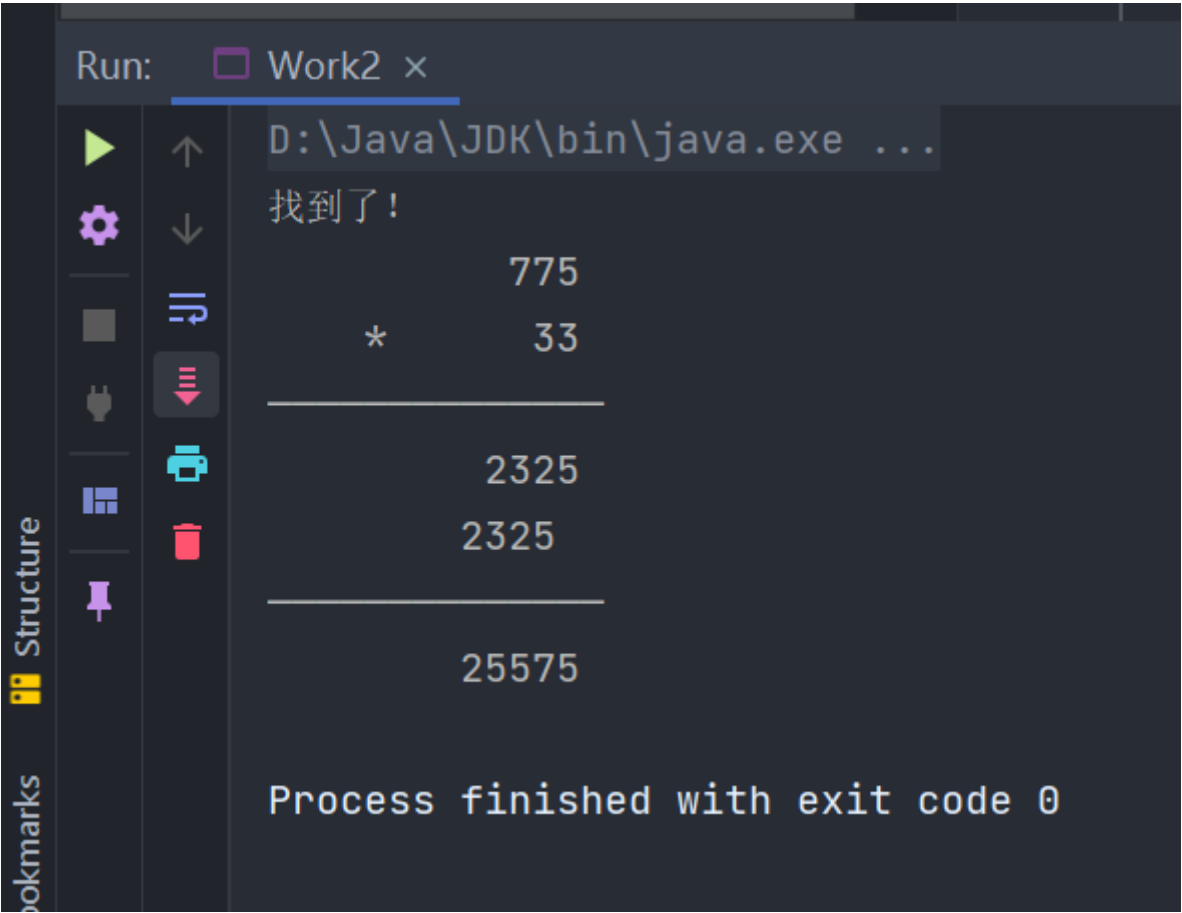 Run: Work2 ×
D:\Java\JDK\bin\java.exe ...
找到了!
775
* 33
———————————————
2325
2325
———————————————
25575
Process finished with exit code 0
Structure
ookmarks